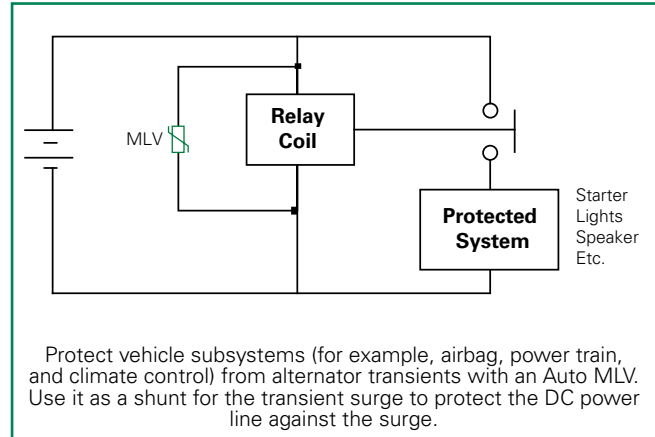 Relay
Coil
MLV
Protected
System
Starter
Lights
Speaker
Etc.
Protect vehicle subsystems (for example, airbag, power train,
and climate control) from alternator transients with an Auto MLV.
Use it as a shunt for the transient surge to protect the DC power
line against the surge.